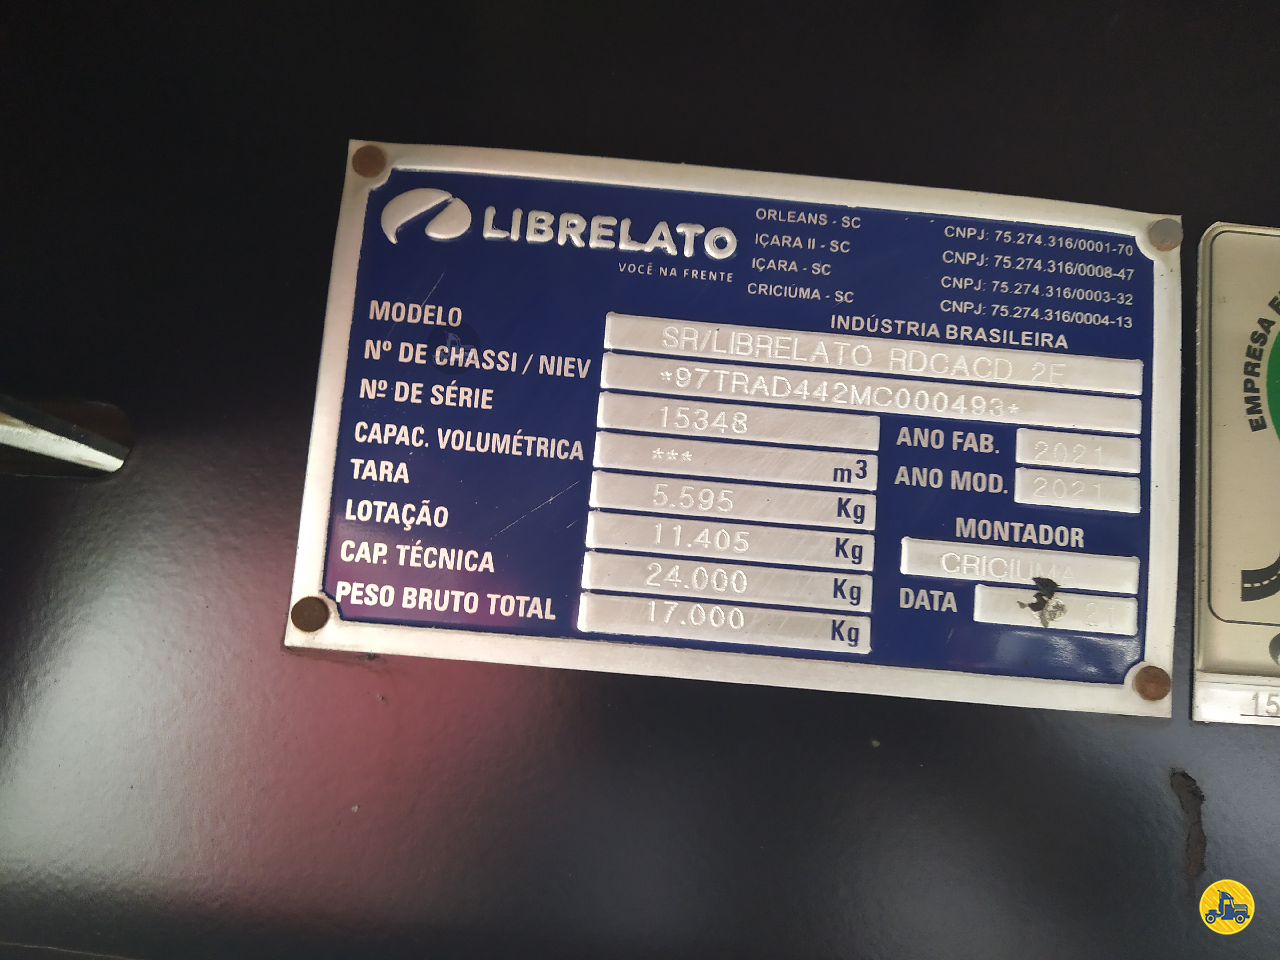 LIBRELATO
VOCÊ NA FRENTE
ORLEANS - SC
IÇARA II - SC
IÇARA - SC
CRICIÚMA - SC
CNPJ: 75.274.316/0001-70
CNPJ: 75.274.316/0008-47
CNPJ: 75.274.316/0003-32
CNPJ: 75.274.316/0004-13
INDÚSTRIA BRASILEIRA
MODELO SR/LIBRELATO RDCACD 2E
Nº DE CHASSI / NIEV *97TRAD442MC000493*
Nº DE SÉRIE 15348
CAPAC. VOLUMÉTRICA *** m³
TARA 5.595 Kg
LOTAÇÃO 11.405 Kg
CAP. TÉCNICA 24.000 Kg
PESO BRUTO TOTAL 17.000 Kg
ANO FAB. 2021
ANO MOD. 2021
MONTADOR
CRICIUMA
DATA 21
EMPRESA
15